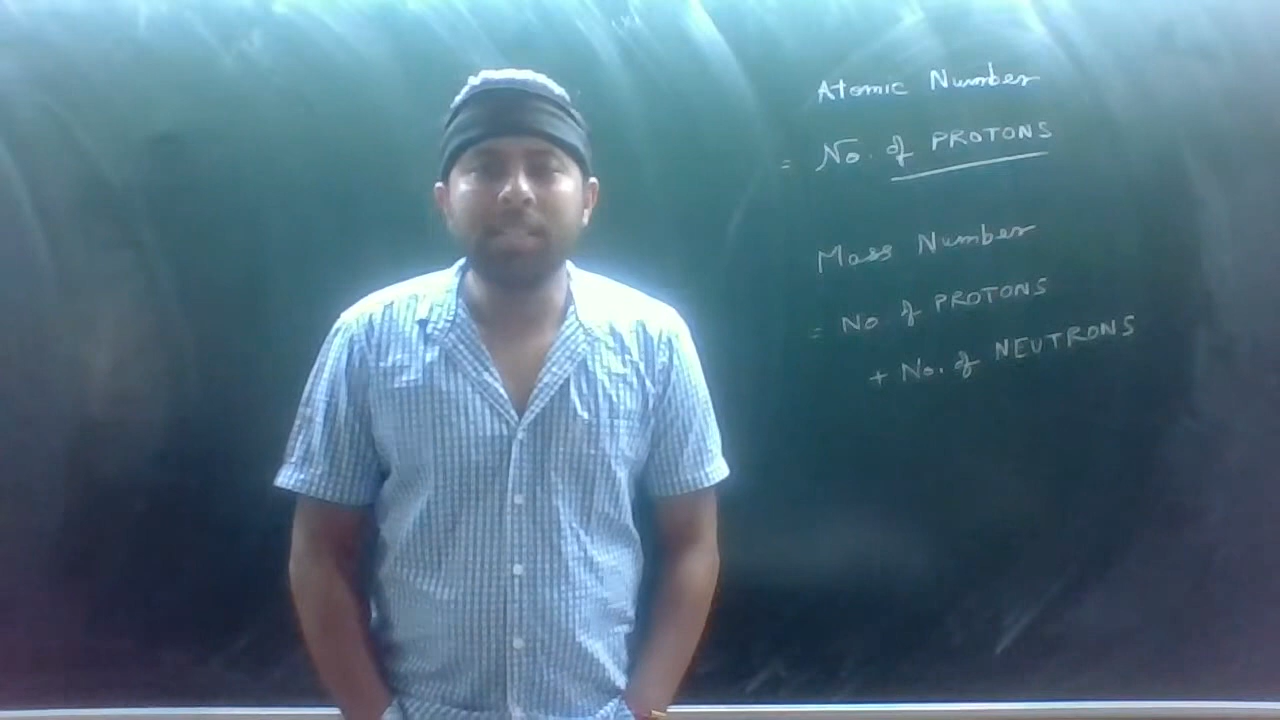 Atomic Number
= No. of PROTONS
Mass Number
= No of PROTONS
+ No. of NEUTRONS